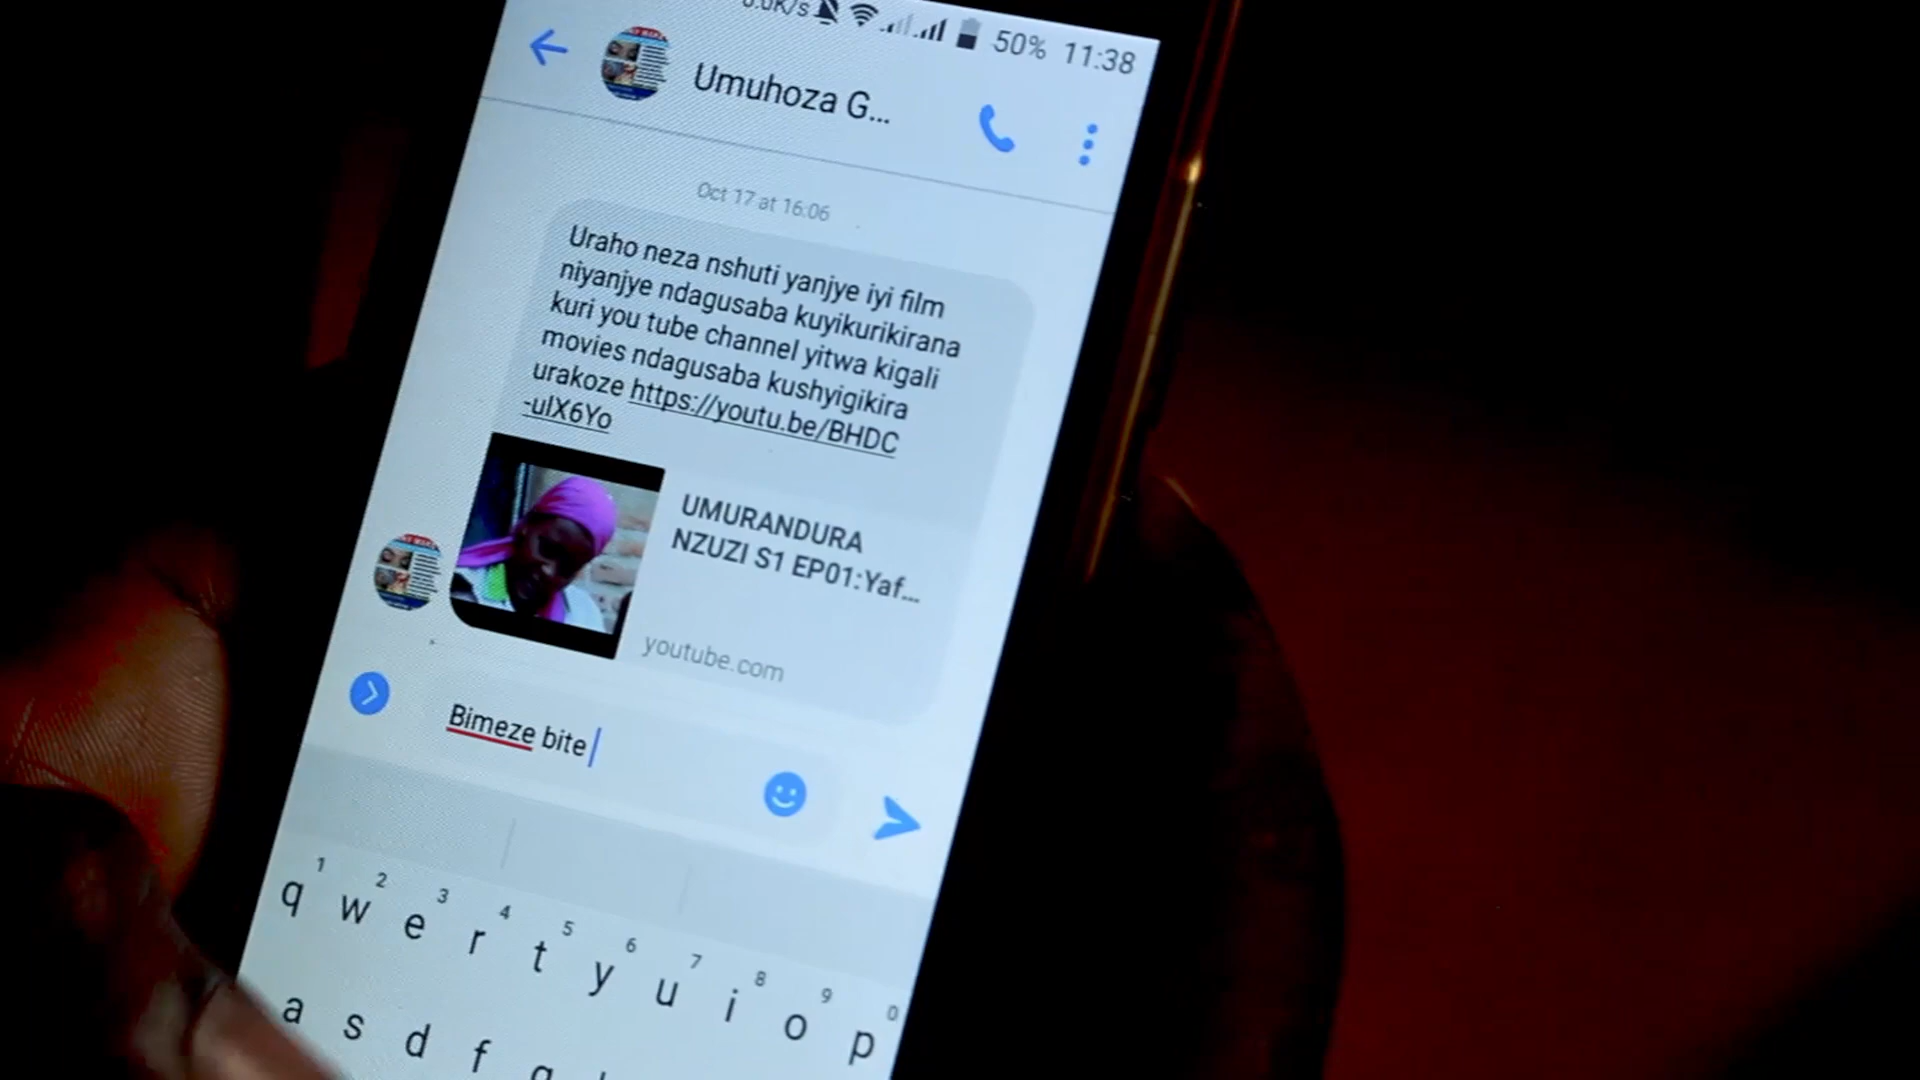 50% 11:38
Umuhoza G...
Oct 17 at 16:06
Uraho neza nshuti yanjye iyi film
niyanjye ndagusaba kuyikurikirana
kuri you tube channel yitwa kigali
movies ndagusaba kushyigikira
urakoze https://youtu.be/BHDC
-ulX6Yo
UMURANDURA
NZUZI S1 EP01:Yaf...
youtube.com
Bimeze bite
1 2 3 4 5 6 7 8 9 0
q w e r t y u i o p
a s d f